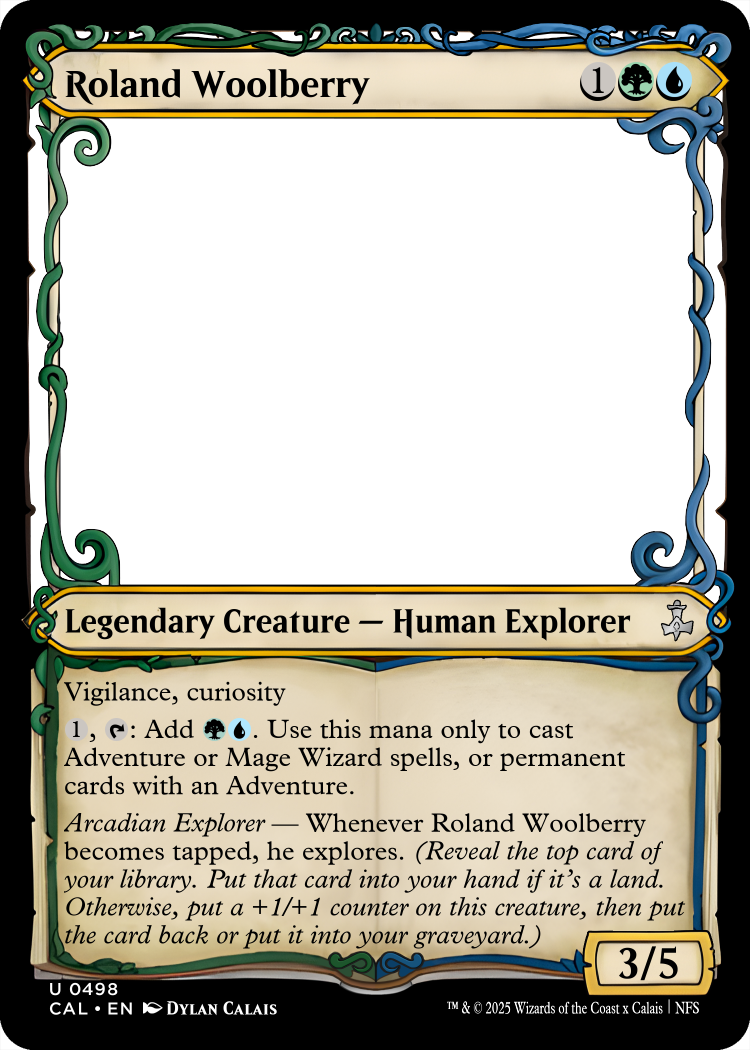 Roland Woolberry 1
Legendary Creature — Human Explorer
Vigilance, curiosity
1, : Add . Use this mana only to cast
Adventure or Mage Wizard spells, or permanent
cards with an Adventure.
Arcadian Explorer — Whenever Roland Woolberry
becomes tapped, he explores. (Reveal the top card of
your library. Put that card into your hand if it's a land.
Otherwise, put a +1/+1 counter on this creature, then put
the card back or put it into your graveyard.)
3/5
U 0498
CAL • EN DYLAN CALAIS
™ & © 2025 Wizards of the Coast x Calais | NFS